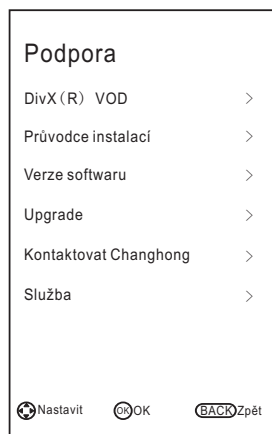 Podpora
DivX(R) VOD >
Průvodce instalací >
Verze softwaru >
Upgrade >
Kontaktovat Changhong >
Služba >
Nastavit OK OK BACK Zpět